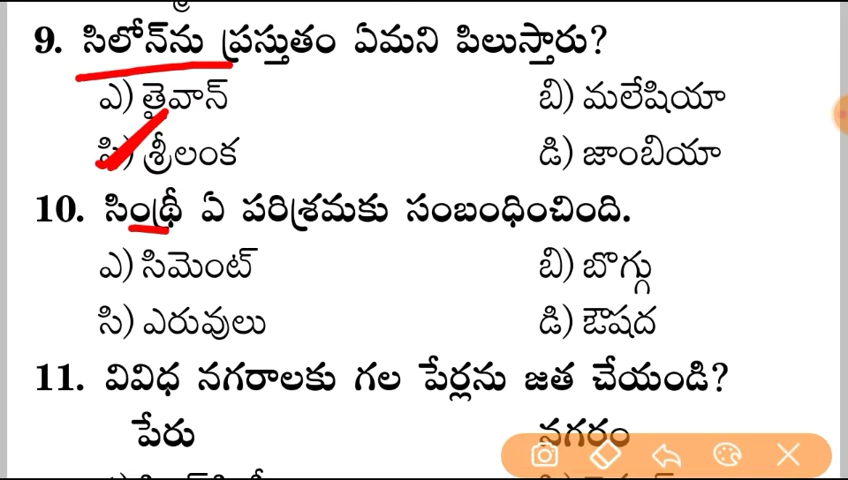 9. సిలోన్‌ను ప్రస్తుతం ఏమని పిలుస్తారు?
ఎ) తైవాన్ బి) మలేషియా
సి) శ్రీలంక డి) జాంబియా
10. సింథ్రీ ఏ పరిశ్రమకు సంబంధించింది.
ఎ) సిమెంట్ బి) బొగ్గు
సి) ఎరువులు డి) ఔషద
11. వివిధ నగరాలకు గల పేర్లను జత చేయండి?
పేరు నగరం